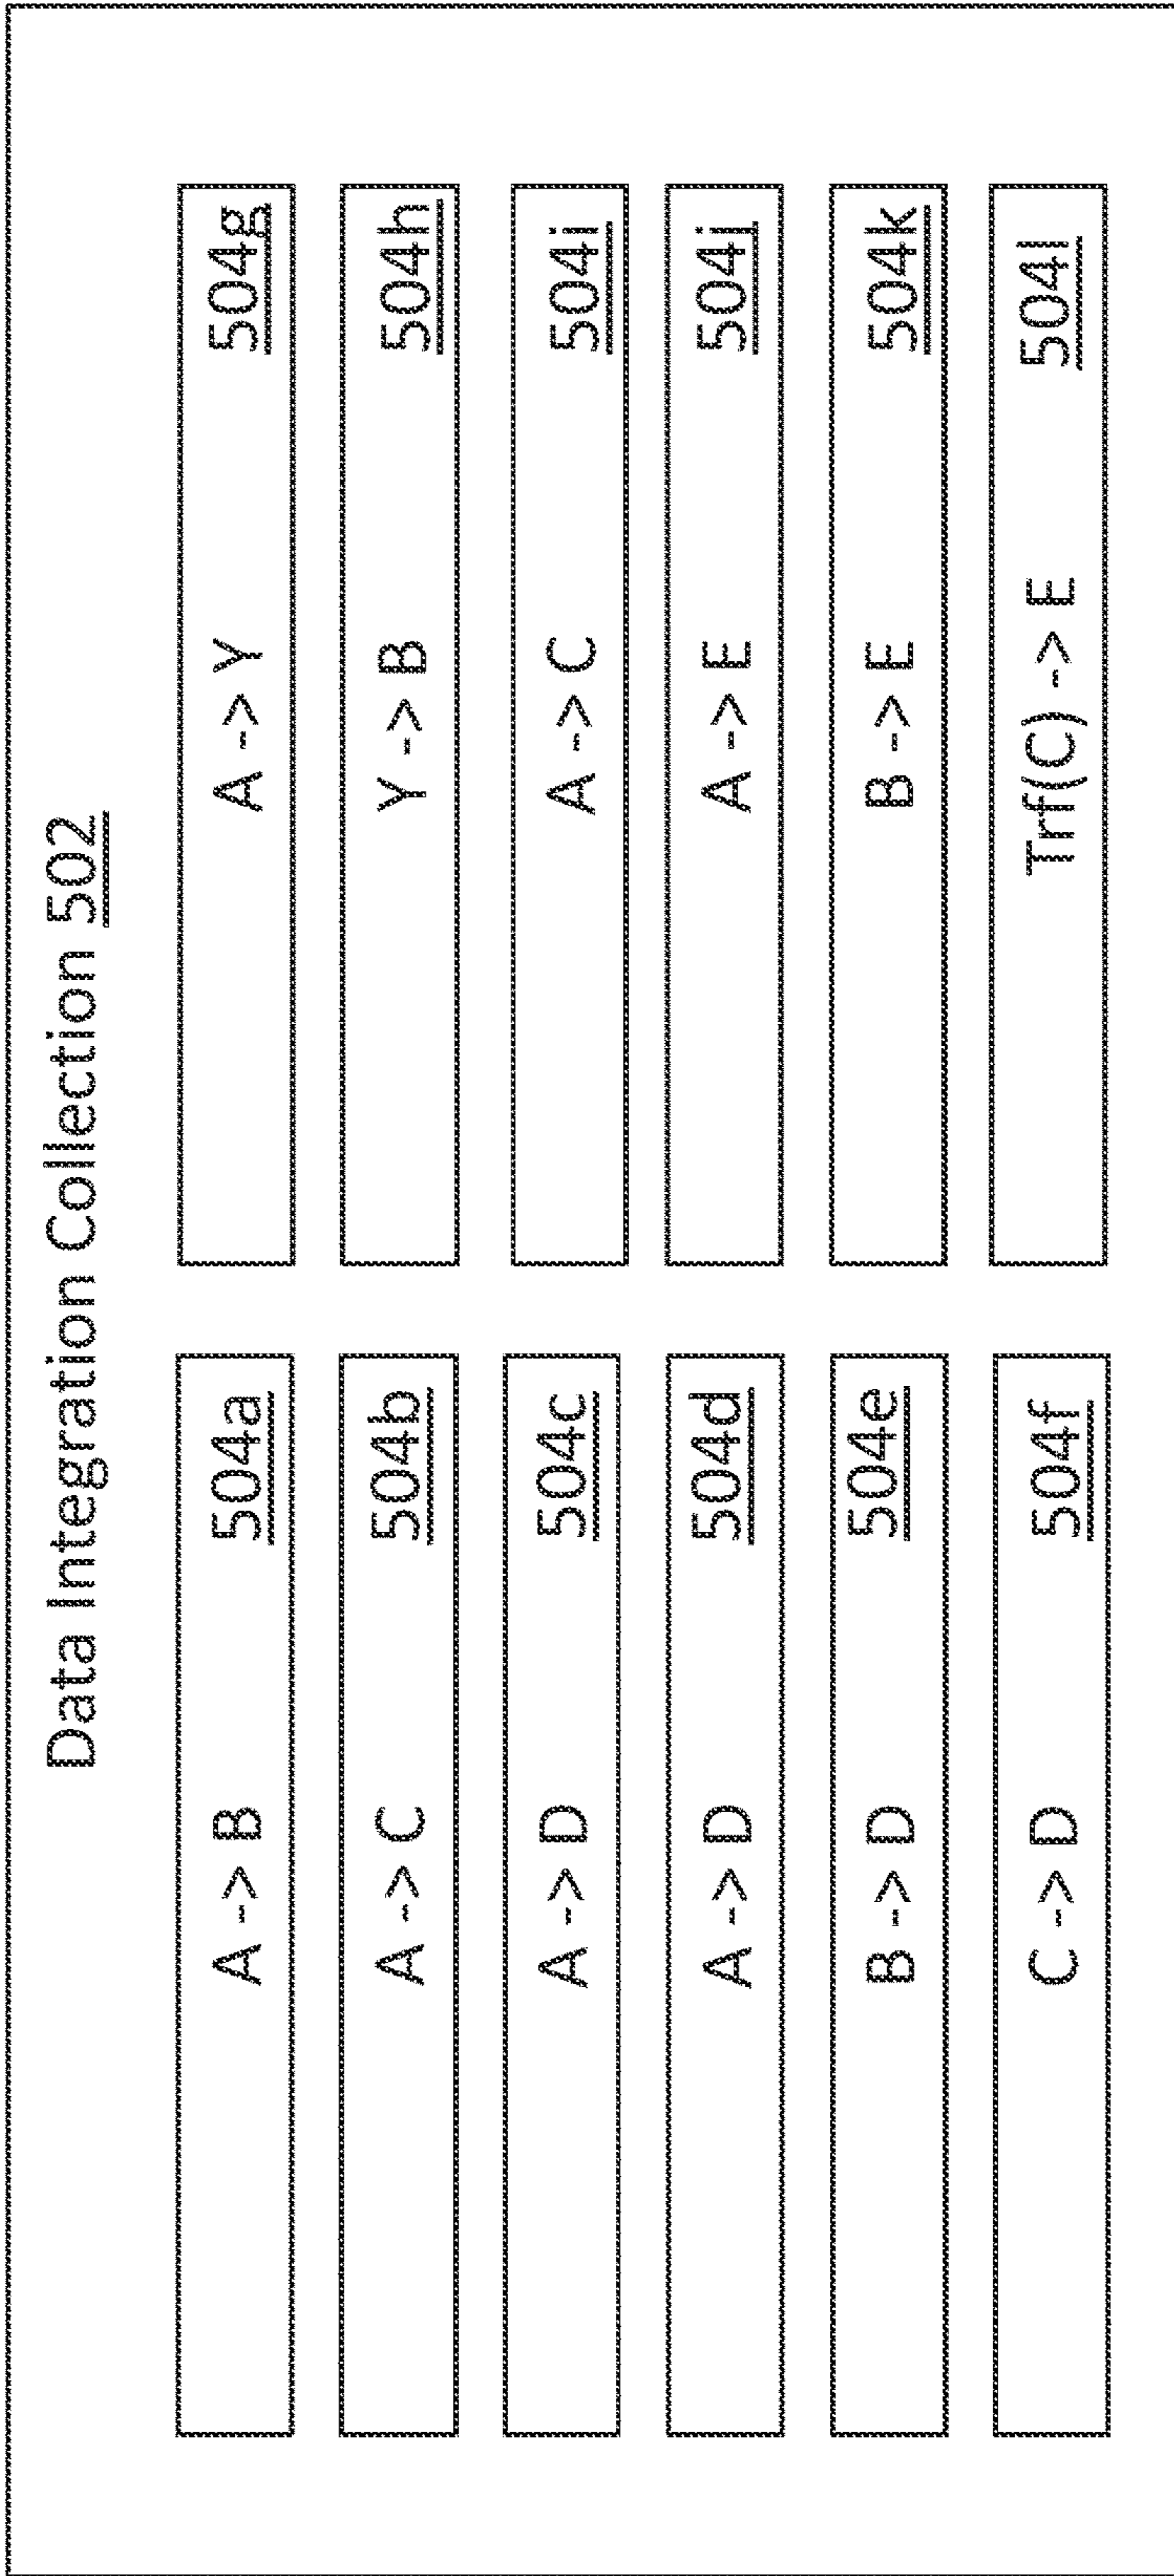 Data Integration Collection 502
A -> B 504a
A -> C 504b
A -> D 504c
A -> D 504d
B -> D 504e
C -> D 504f
A -> Y 504g
Y -> B 504h
A -> C 504i
A -> E 504j
B -> E 504k
Trf(C) -> E 504l